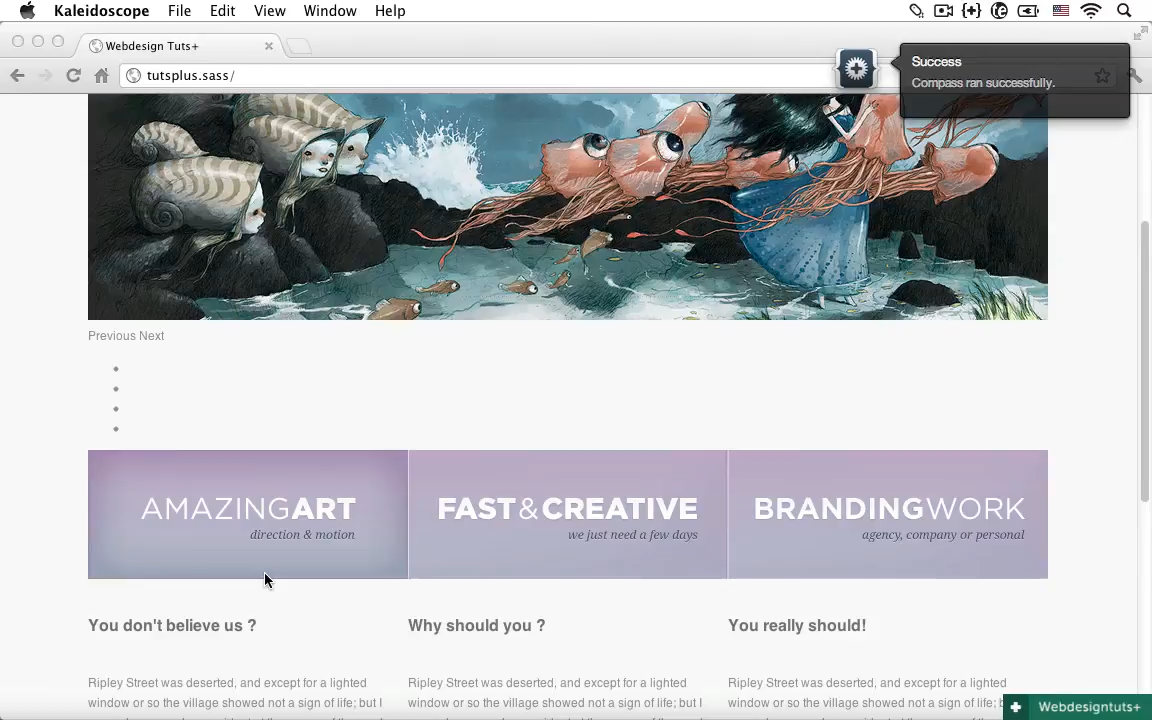 Kaleidoscope File Edit View Window Help
Webdesign Tuts+
tutsplus.sass/
Success
Compass ran successfully.
Previous Next
AMAZINGART
direction & motion
FAST&CREATIVE
we just need a few days
BRANDINGWORK
agency, company or personal
You don't believe us ?
Why should you ?
You really should!
Ripley Street was deserted, and except for a lighted
window or so the village showed not a sign of life; but I
Ripley Street was deserted, and except for a lighted
window or so the village showed not a sign of life; but I
Ripley Street was deserted, and except for a lighted
window or so the village showed not a sign of life;
Webdesigntuts+